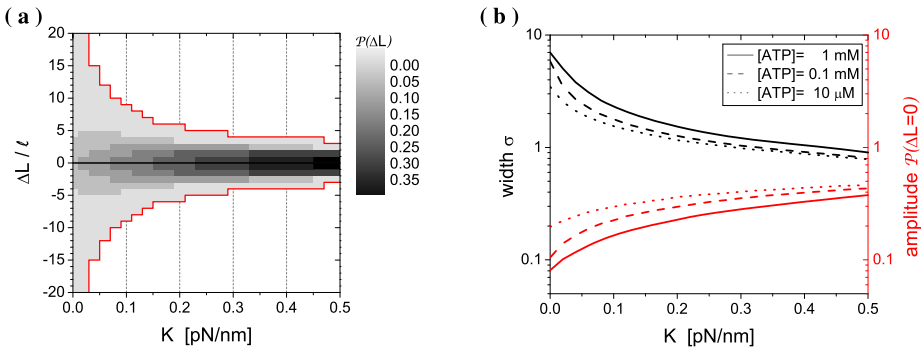 ( a )
20
15
10
5
0
-5
-10
-15
-20
ΔL / ℓ
0.0 0.1 0.2 0.3 0.4 0.5
K [pN/nm]
𝒫(ΔL)
0.00
0.05
0.10
0.15
0.20
0.25
0.30
0.35
( b )
10
1
0.1
width σ
[ATP]= 1 mM
[ATP]= 0.1 mM
[ATP]= 10 μM
10
1
0.1
amplitude 𝒫(ΔL=0)
0.0 0.1 0.2 0.3 0.4 0.5
K [pN/nm]